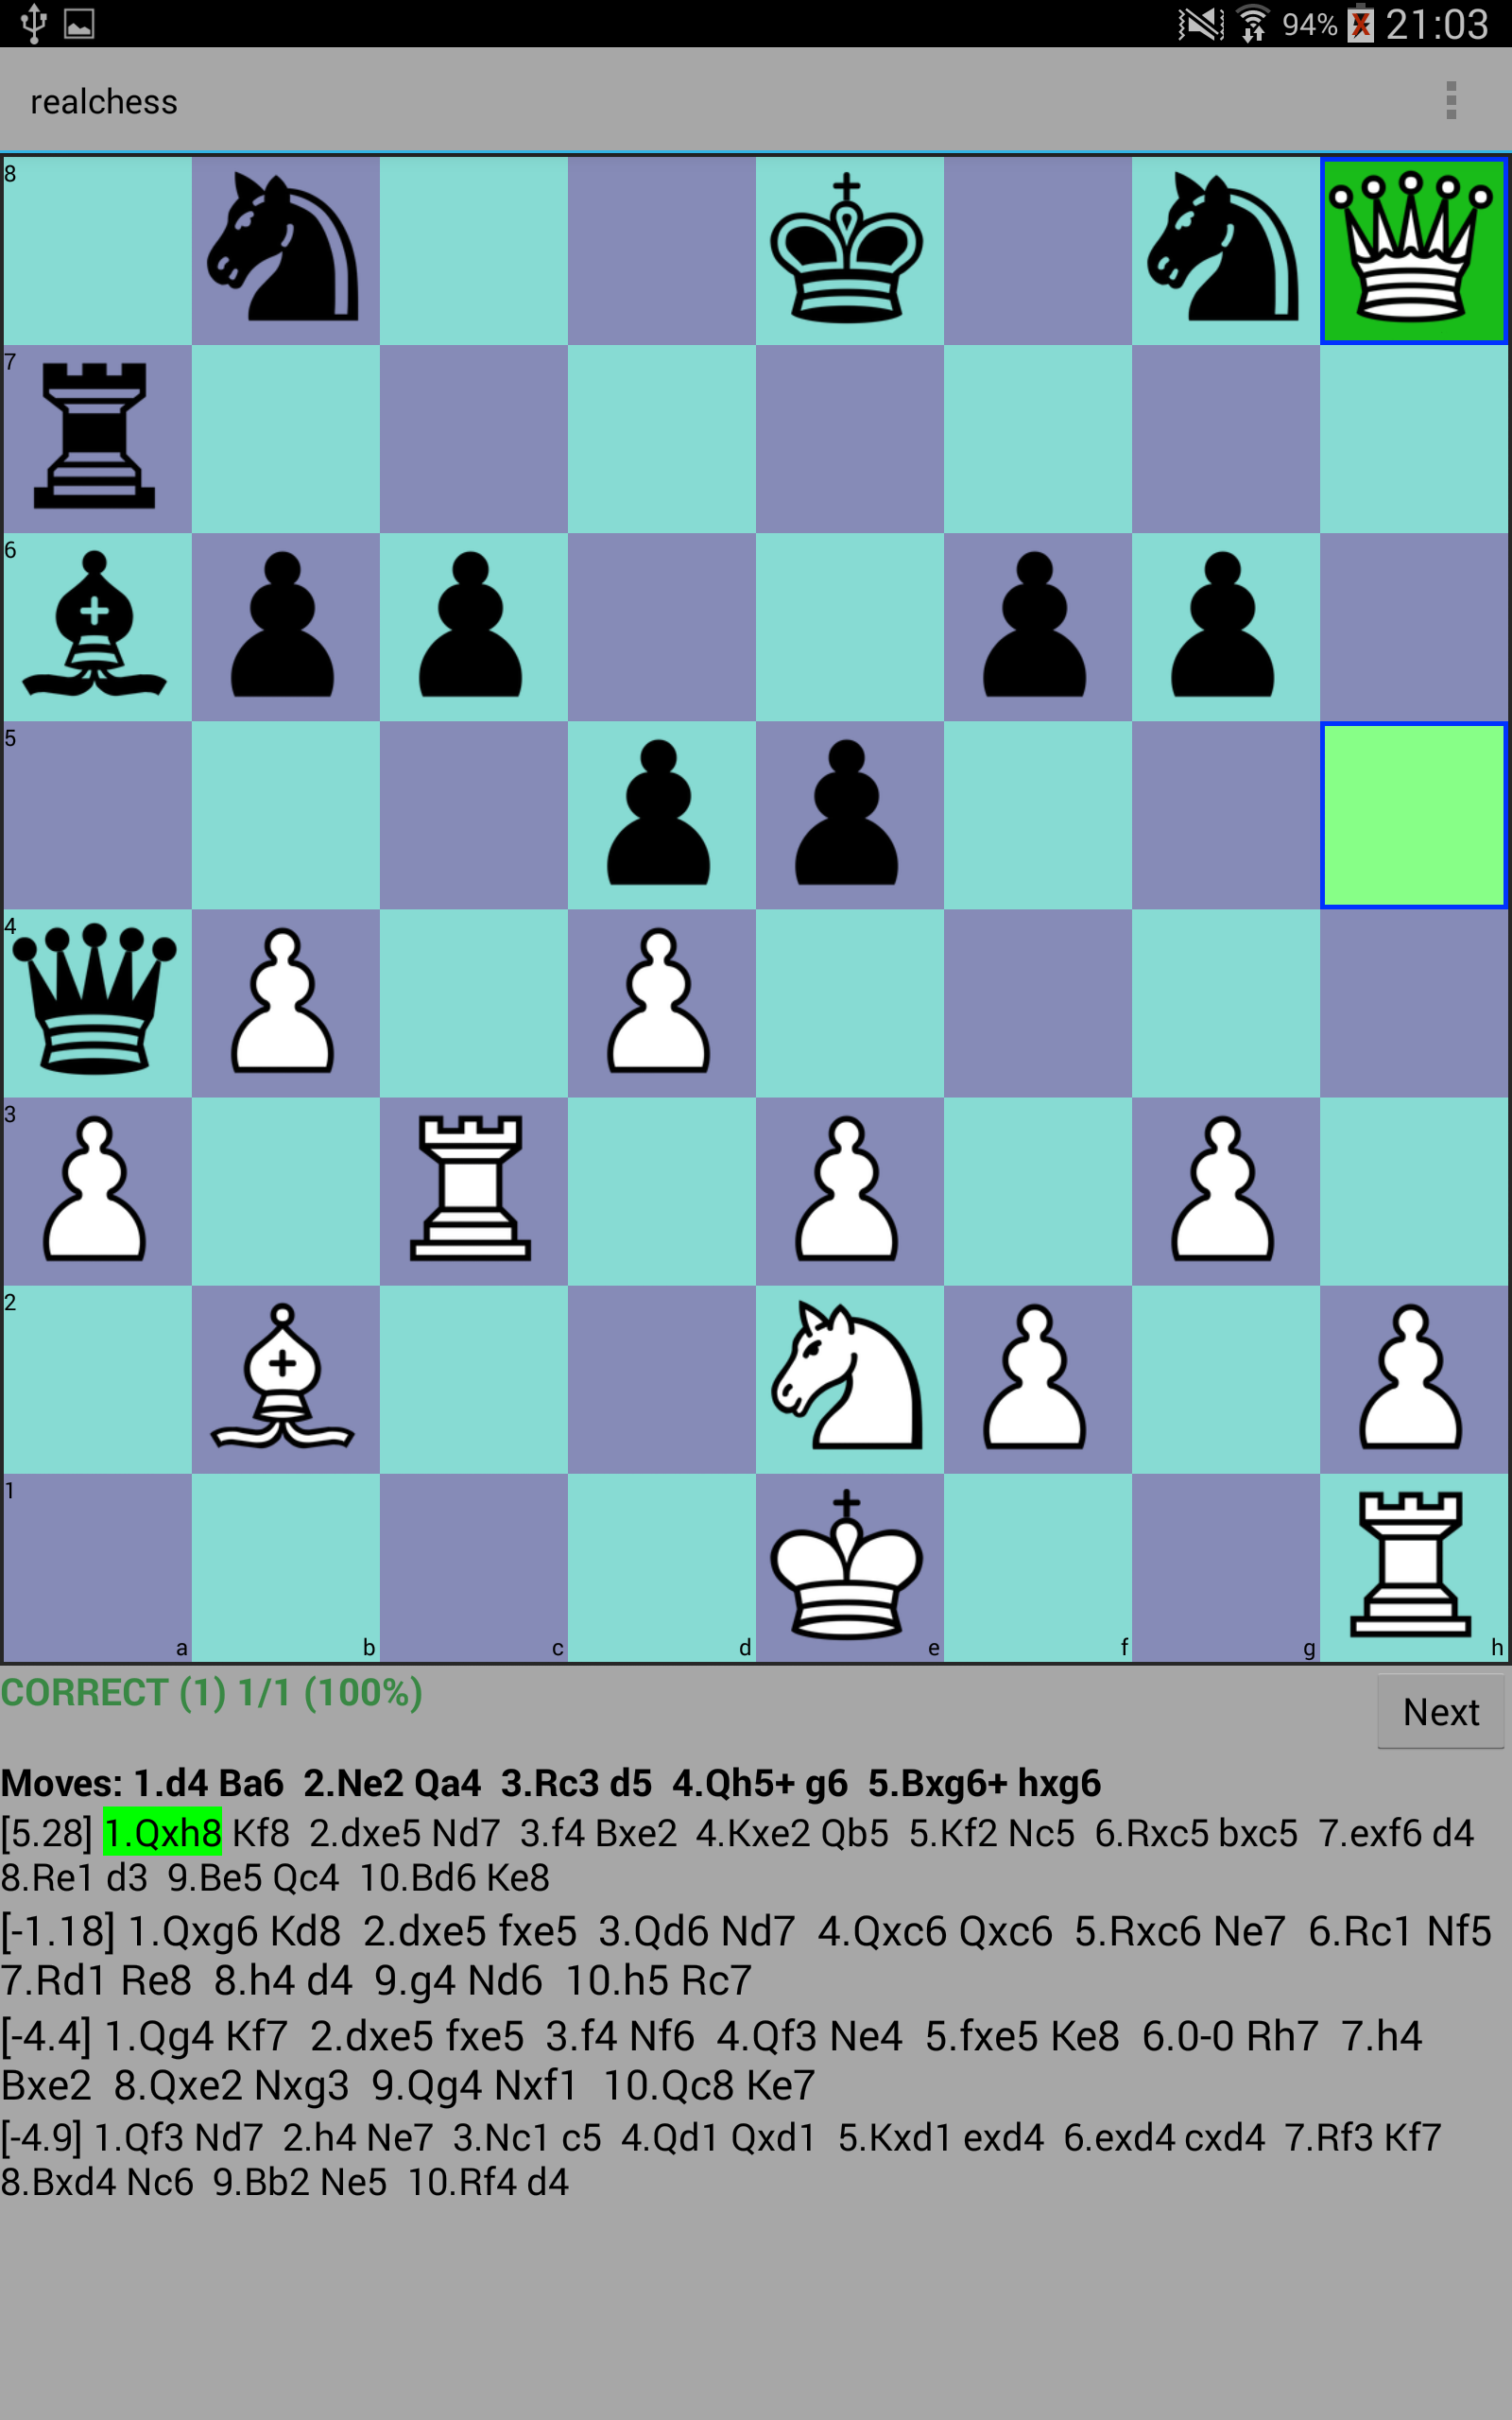 94% 21:03
realchess
8
7
6
5
4
3
2
1
a b c d e f g h
CORRECT (1) 1/1 (100%)
Next
Moves: 1.d4 Ba6 2.Ne2 Qa4 3.Rc3 d5 4.Qh5+ g6 5.Bxg6+ hxg6
[5.28] 1.Qxh8 Kf8 2.dxe5 Nd7 3.f4 Bxe2 4.Kxe2 Qb5 5.Kf2 Nc5 6.Rxc5 bxc5 7.exf6 d4
8.Re1 d3 9.Be5 Qc4 10.Bd6 Ke8
[-1.18] 1.Qxg6 Kd8 2.dxe5 fxe5 3.Qd6 Nd7 4.Qxc6 Qxc6 5.Rxc6 Ne7 6.Rc1 Nf5
7.Rd1 Re8 8.h4 d4 9.g4 Nd6 10.h5 Rc7
[-4.4] 1.Qg4 Kf7 2.dxe5 fxe5 3.f4 Nf6 4.Qf3 Ne4 5.fxe5 Ke8 6.0-0 Rh7 7.h4
Bxe2 8.Qxe2 Nxg3 9.Qg4 Nxf1 10.Qc8 Ke7
[-4.9] 1.Qf3 Nd7 2.h4 Ne7 3.Nc1 c5 4.Qd1 Qxd1 5.Kxd1 exd4 6.exd4 cxd4 7.Rf3 Kf7
8.Bxd4 Nc6 9.Bb2 Ne5 10.Rf4 d4